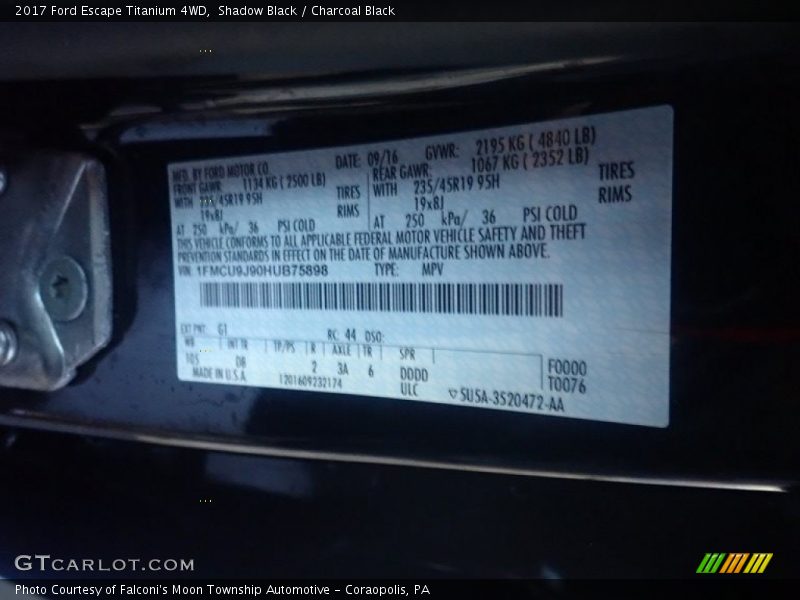 2017 Ford Escape Titanium 4WD, Shadow Black / Charcoal Black
MFD. BY FORD MOTOR CO. DATE: 09/16 GVWR: 2195 KG ( 4840 LB)
FRONT GAWR: 1134 KG ( 2500 LB) REAR GAWR: 1067 KG ( 2352 LB)
WITH 235/45R19 95H TIRES WITH 235/45R19 95H TIRES
19x8J RIMS 19x8J RIMS
AT 250 kPa/ 36 PSI COLD AT 250 kPa/ 36 PSI COLD
THIS VEHICLE CONFORMS TO ALL APPLICABLE FEDERAL MOTOR VEHICLE SAFETY AND THEFT
PREVENTION STANDARDS IN EFFECT ON THE DATE OF MANUFACTURE SHOWN ABOVE.
VIN: 1FMCU9J90HUB75898 TYPE: MPV
EXT PNT: G1 RC: 44 DSO:
WB INT TR TP/PS R AXLE TR SPR
105 DB 2 3A 6 DDDD F0000
MADE IN U.S.A. 1201609232174 ULC T0076
5U5A-3520472-AA
GTCARLOT.COM
Photo Courtesy of Falconi's Moon Township Automotive - Coraopolis, PA